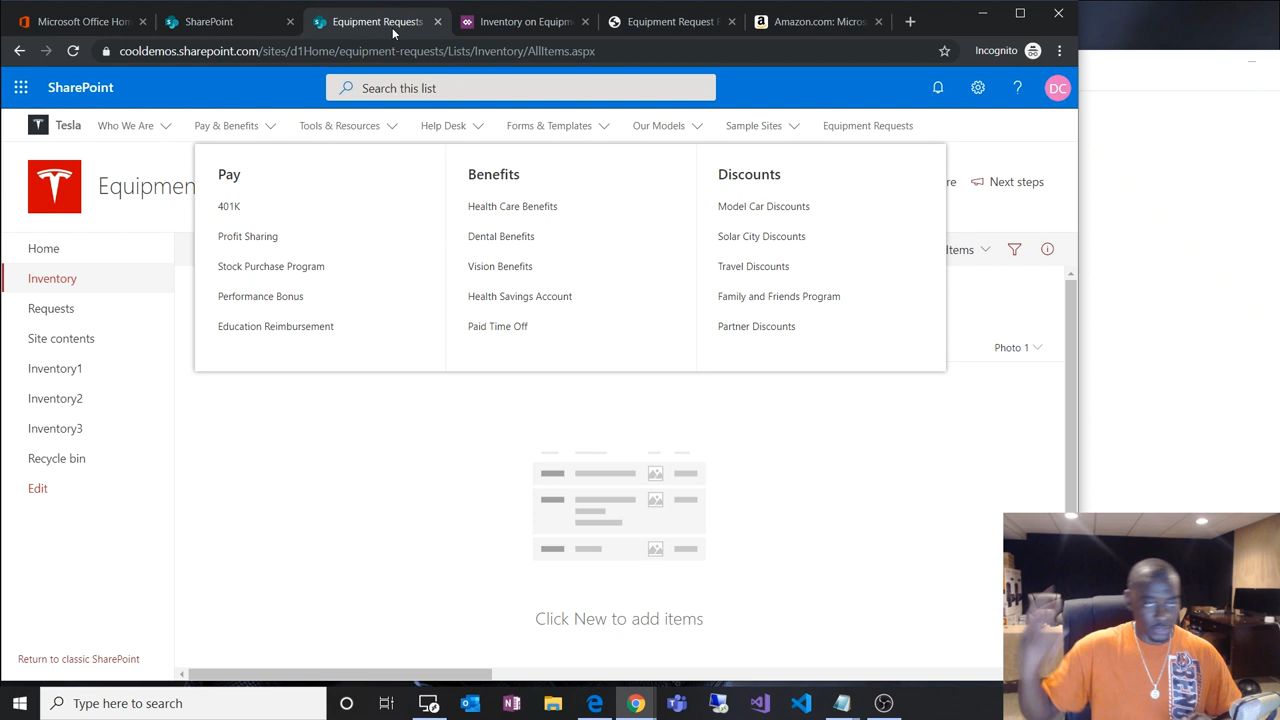 Microsoft Office Home
SharePoint
Equipment Requests
Inventory on Equipm
Equipment Request F
Amazon.com: Micros
cooldemos.sharepoint.com/sites/d1Home/equipment-requests/Lists/Inventory/AllItems.aspx
Incognito
SharePoint
Search this list
DC
Tesla
Who We Are
Pay & Benefits
Tools & Resources
Help Desk
Forms & Templates
Our Models
Sample Sites
Equipment Requests
Equipmen
re
Next steps
Home
Inventory
Requests
Site contents
Inventory1
Inventory2
Inventory3
Recycle bin
Edit
Return to classic SharePoint
Pay
401K
Profit Sharing
Stock Purchase Program
Performance Bonus
Education Reimbursement
Benefits
Health Care Benefits
Dental Benefits
Vision Benefits
Health Savings Account
Paid Time Off
Discounts
Model Car Discounts
Solar City Discounts
Travel Discounts
Family and Friends Program
Partner Discounts
Items
Photo 1
Click New to add items
Type here to search